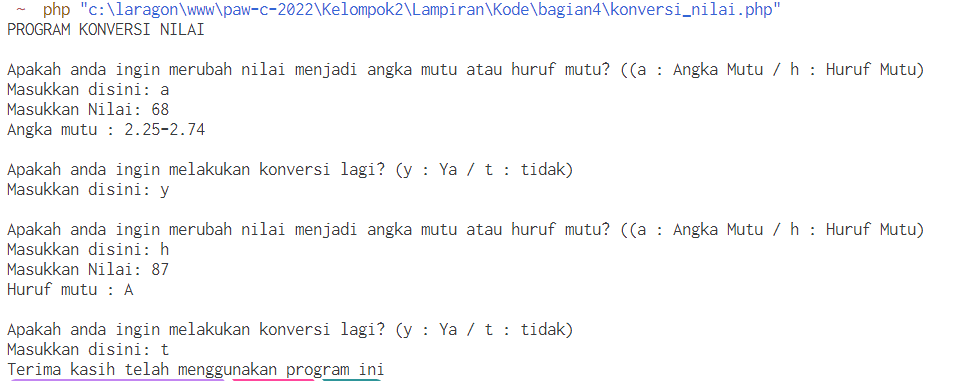 ~ php "c:\laragon\www\paw-c-2022\Kelompok2\Lampiran\Kode\bagian4\konversi_nilai.php"
PROGRAM KONVERSI NILAI
Apakah anda ingin merubah nilai menjadi angka mutu atau huruf mutu? ((a : Angka Mutu / h : Huruf Mutu)
Masukkan disini: a
Masukkan Nilai: 68
Angka mutu : 2.25-2.74
Apakah anda ingin melakukan konversi lagi? (y : Ya / t : tidak)
Masukkan disini: y
Apakah anda ingin merubah nilai menjadi angka mutu atau huruf mutu? ((a : Angka Mutu / h : Huruf Mutu)
Masukkan disini: h
Masukkan Nilai: 87
Huruf mutu : A
Apakah anda ingin melakukan konversi lagi? (y : Ya / t : tidak)
Masukkan disini: t
Terima kasih telah menggunakan program ini